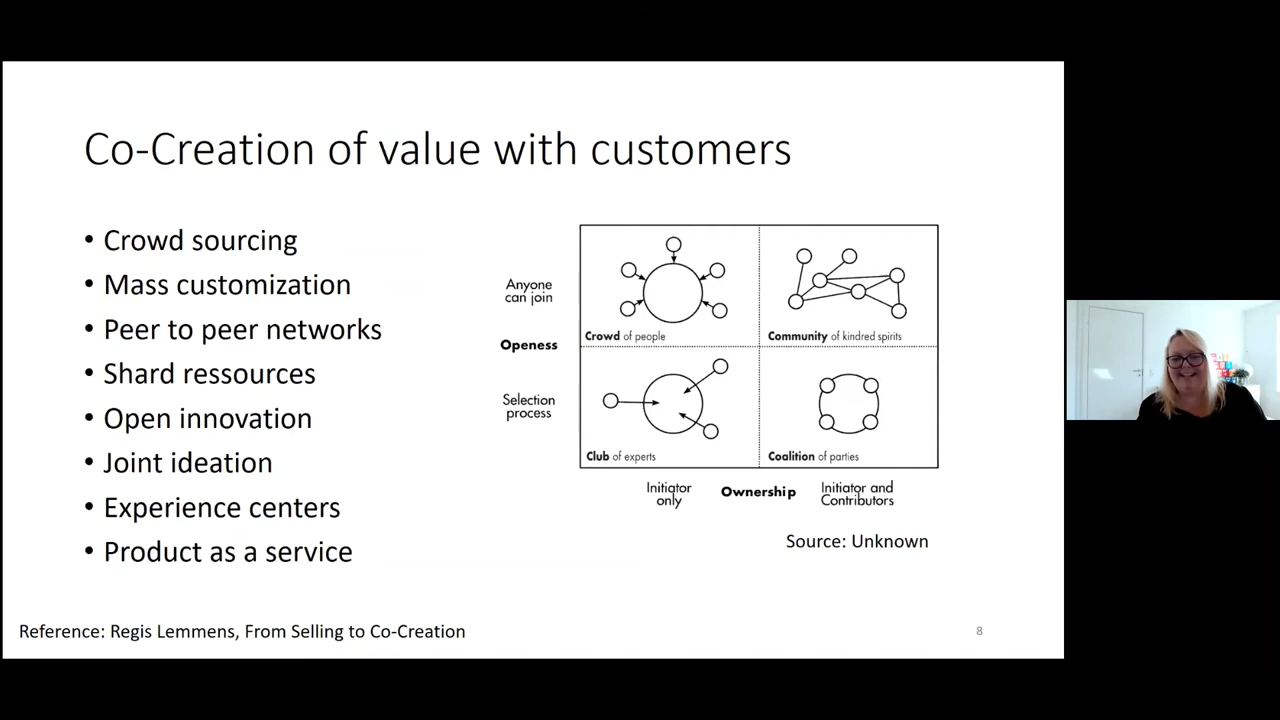 Co-Creation of value with customers
• Crowd sourcing
• Mass customization
• Peer to peer networks
• Shard ressources
• Open innovation
• Joint ideation
• Experience centers
• Product as a service
Anyone
can join
Openess
Selection
process
Crowd of people
Community of kindred spirits
Club of experts
Coalition of parties
Initiator
only
Ownership
Initiator and
Contributors
Source: Unknown
Reference: Regis Lemmens, From Selling to Co-Creation
8